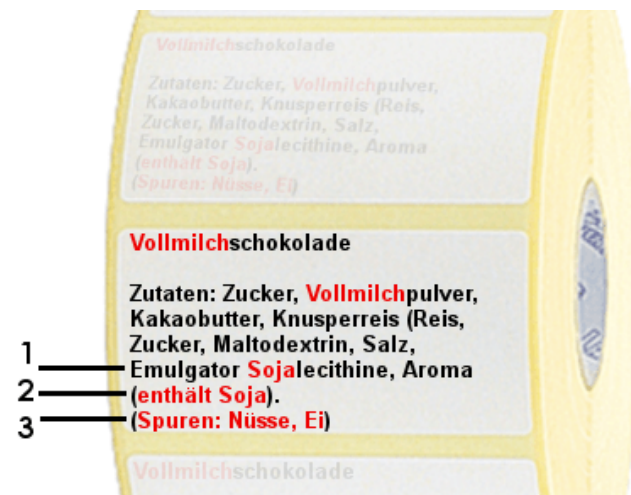 Vollmilchschokolade
Zutaten: Zucker, Vollmilchpulver,
Kakaobutter, Knusperreis (Reis,
Zucker, Maltodextrin, Salz,
Emulgator Sojalecithine, Aroma
(enthält Soja).
(Spuren: Nüsse, Ei)
Vollmilchschokolade
Zutaten: Zucker, Vollmilchpulver,
Kakaobutter, Knusperreis (Reis,
Zucker, Maltodextrin, Salz,
1 Emulgator Sojalecithine, Aroma
2 (enthält Soja).
3 (Spuren: Nüsse, Ei)
Vollmilchschokolade